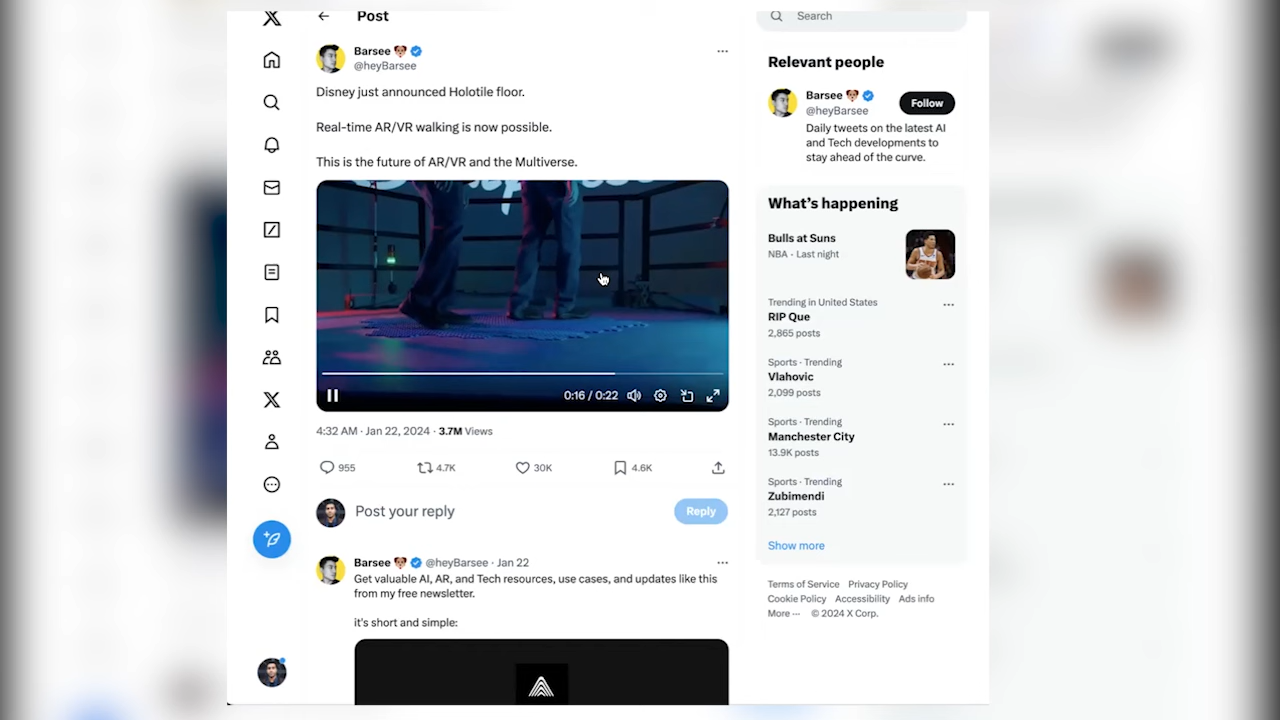 Post
Search
Barsee
@heyBarsee
Disney just announced Holotile floor.
Real-time AR/VR walking is now possible.
This is the future of AR/VR and the Multiverse.
0:16 / 0:22
4:32 AM · Jan 22, 2024 · 3.7M Views
955
4.7K
30K
4.6K
Post your reply
Reply
Barsee @heyBarsee · Jan 22
Get valuable AI, AR, and Tech resources, use cases, and updates like this
from my free newsletter.
it's short and simple:
Relevant people
Barsee
@heyBarsee
Follow
Daily tweets on the latest AI
and Tech developments to
stay ahead of the curve.
What's happening
Bulls at Suns
NBA · Last night
Trending in United States
RIP Que
2,865 posts
Sports · Trending
Vlahovic
2,099 posts
Sports · Trending
Manchester City
13.9K posts
Sports · Trending
Zubimendi
2,127 posts
Show more
Terms of Service Privacy Policy
Cookie Policy Accessibility Ads info
More ··· © 2024 X Corp.